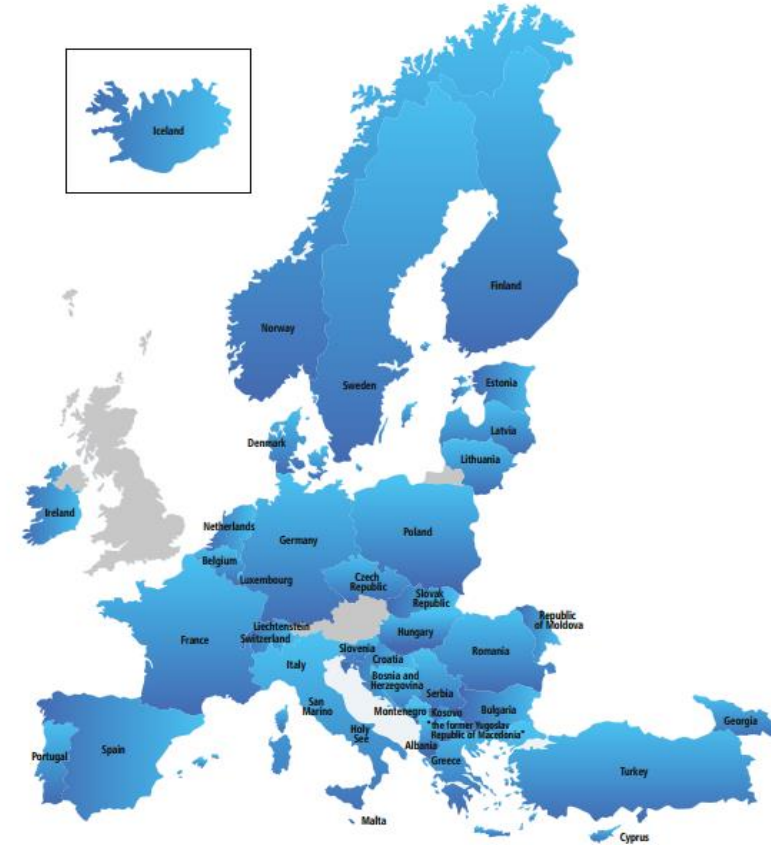 Iceland
Norway
Finland
Sweden
Estonia
Latvia
Lithuania
Denmark
Ireland
Netherlands
Belgium
Luxembourg
Germany
Poland
Czech
Republic
Slovak
Republic
France
Liechtenstein
Switzerland
Hungary
Republic
of Moldova
Romania
Slovenia
Croatia
Italy
Bosnia and
Herzegovina
Serbia
San
Marino
Montenegro
Kosovo
Bulgaria
"the former Yugoslav
Republic of Macedonia"
Holy
See
Albania
Greece
Georgia
Turkey
Portugal
Spain
Malta
Cyprus